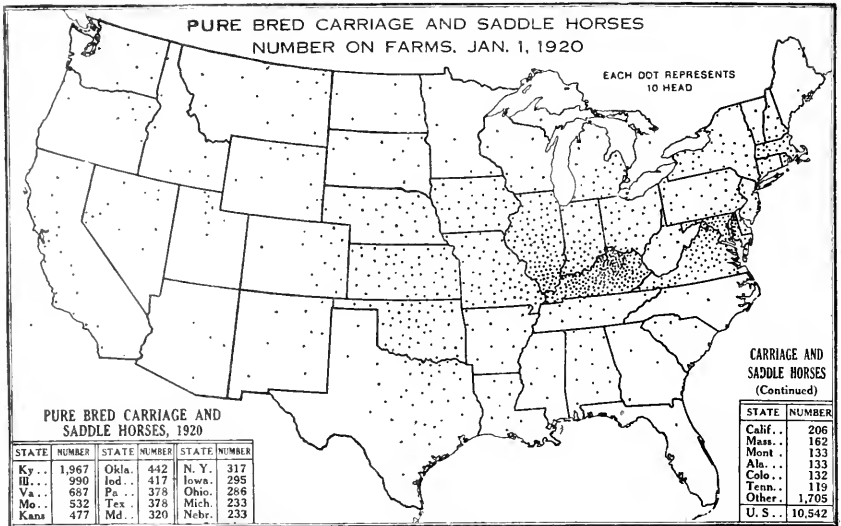 PURE BRED CARRIAGE AND SADDLE HORSES
NUMBER ON FARMS, JAN. 1, 1920
EACH DOT REPRESENTS
10 HEAD
PURE BRED CARRIAGE AND
SADDLE HORSES, 1920
STATE NUMBER STATE NUMBER STATE NUMBER
Ky . . 1,967 Okla. 442 N. Y. 317
Ill. . . 990 Ind . . 417 Iowa. 295
Va . . 687 Pa . . 378 Ohio. 286
Mo . . 532 Tex . 378 Mich. 233
Kans 477 Md . . 320 Nebr. 233
CARRIAGE AND
SADDLE HORSES
(Continued)
STATE NUMBER
Calif. . 206
Mass. . 162
Mont . 133
Ala. . . 133
Colo . . 132
Tenn. . 119
Other . 1,705
U. S. . 10,542